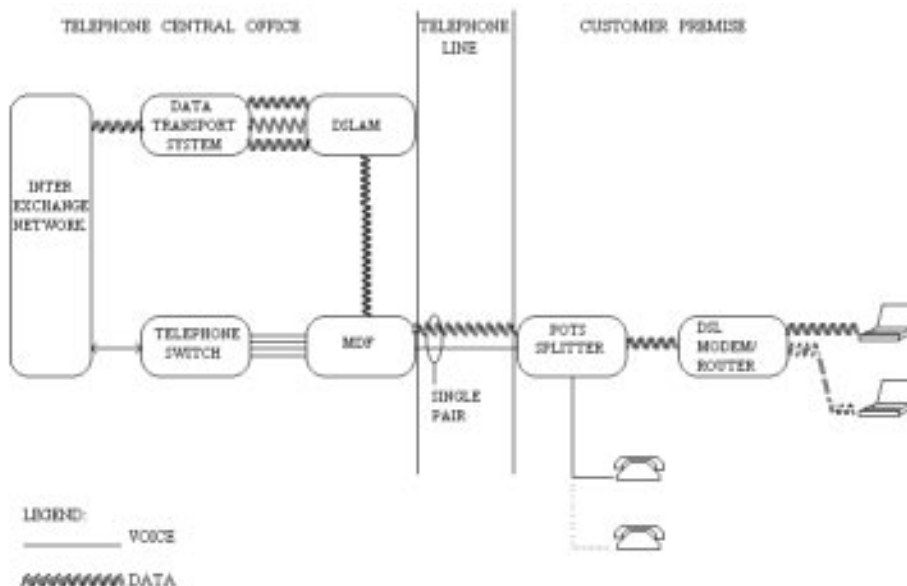 TELEPHONE CENTRAL OFFICE
TELEPHONE
LINE
CUSTOMER PREMISE
DATA
TRANSPORT
SYSTEM
DSLAM
INTER
EXCHANGE
NETWORK
TELEPHONE
SWITCH
MDF
POTS
SPLITTER
DSL
MODEM/
ROUTER
SINGLE
PAIR
LEGEND:
VOICE
DATA